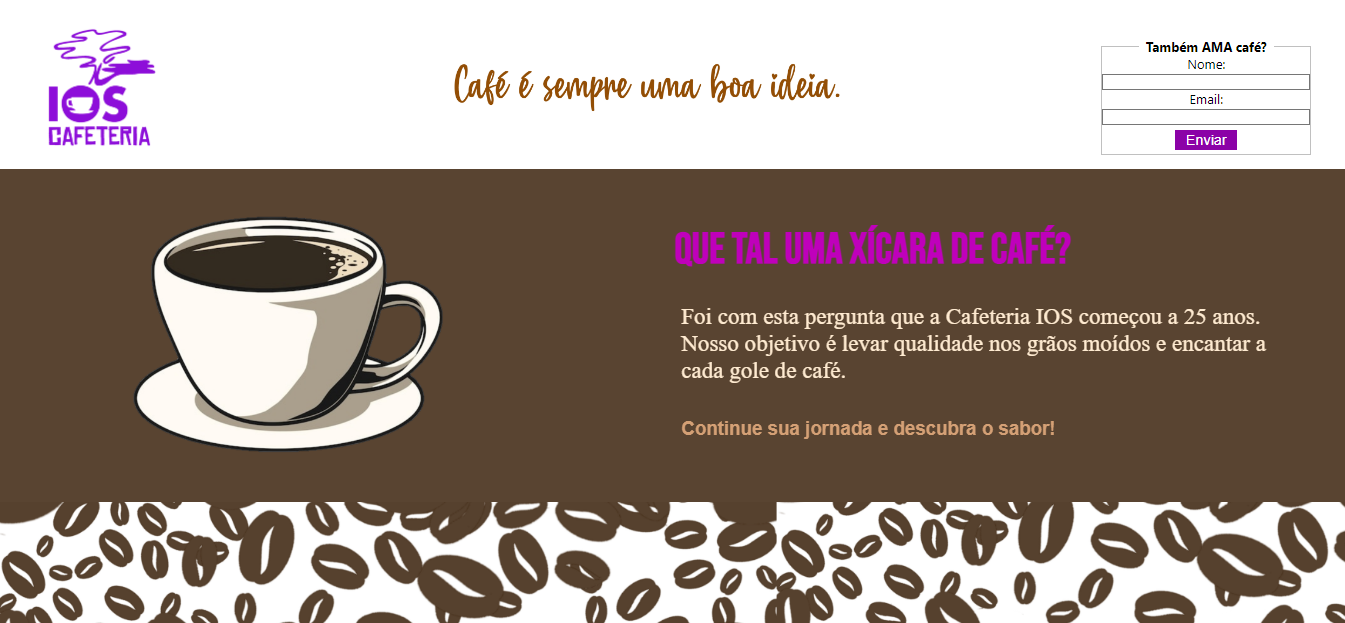 IOS
CAFETERIA
Café é sempre uma boa ideia.
Também AMA café?
Nome:
Email:
Enviar
QUE TAL UMA XÍCARA DE CAFÉ?
Foi com esta pergunta que a Cafeteria IOS começou a 25 anos.
Nosso objetivo é levar qualidade nos grãos moídos e encantar a
cada gole de café.
Continue sua jornada e descubra o sabor!